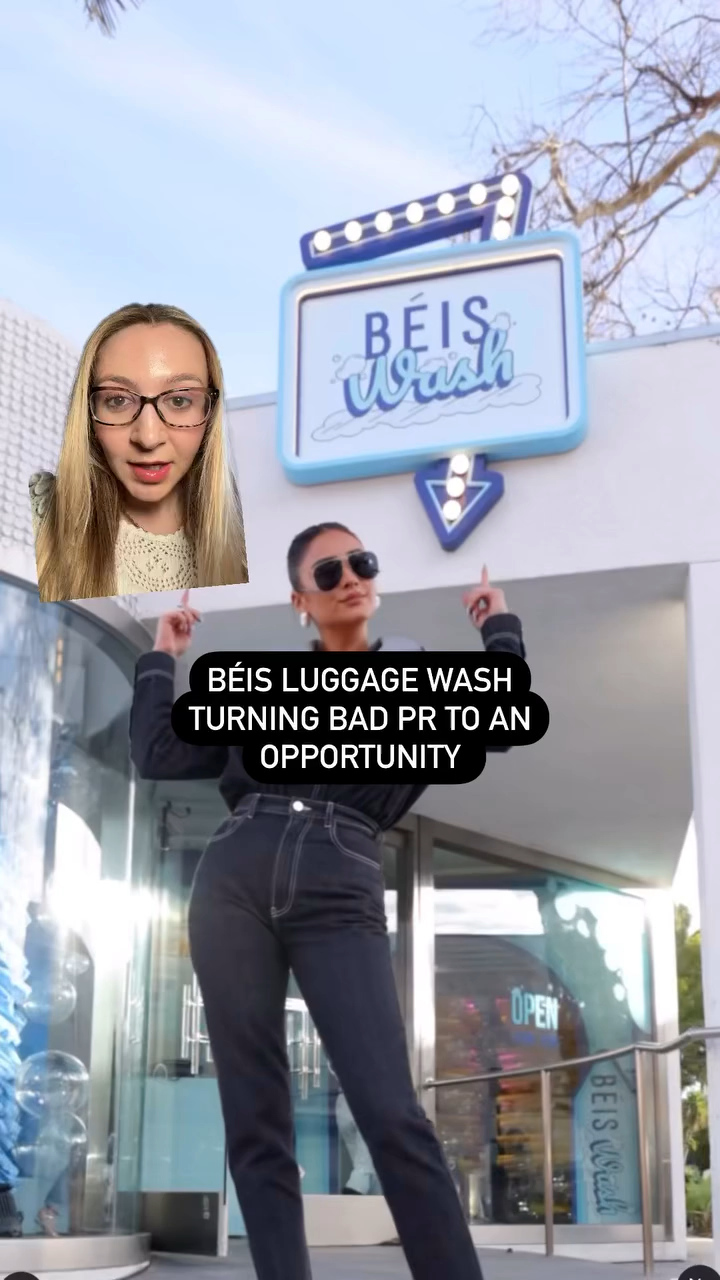 BÉIS
Wash
BÉIS LUGGAGE WASH
TURNING BAD PR TO AN
OPPORTUNITY
OPEN
BÉIS Wash